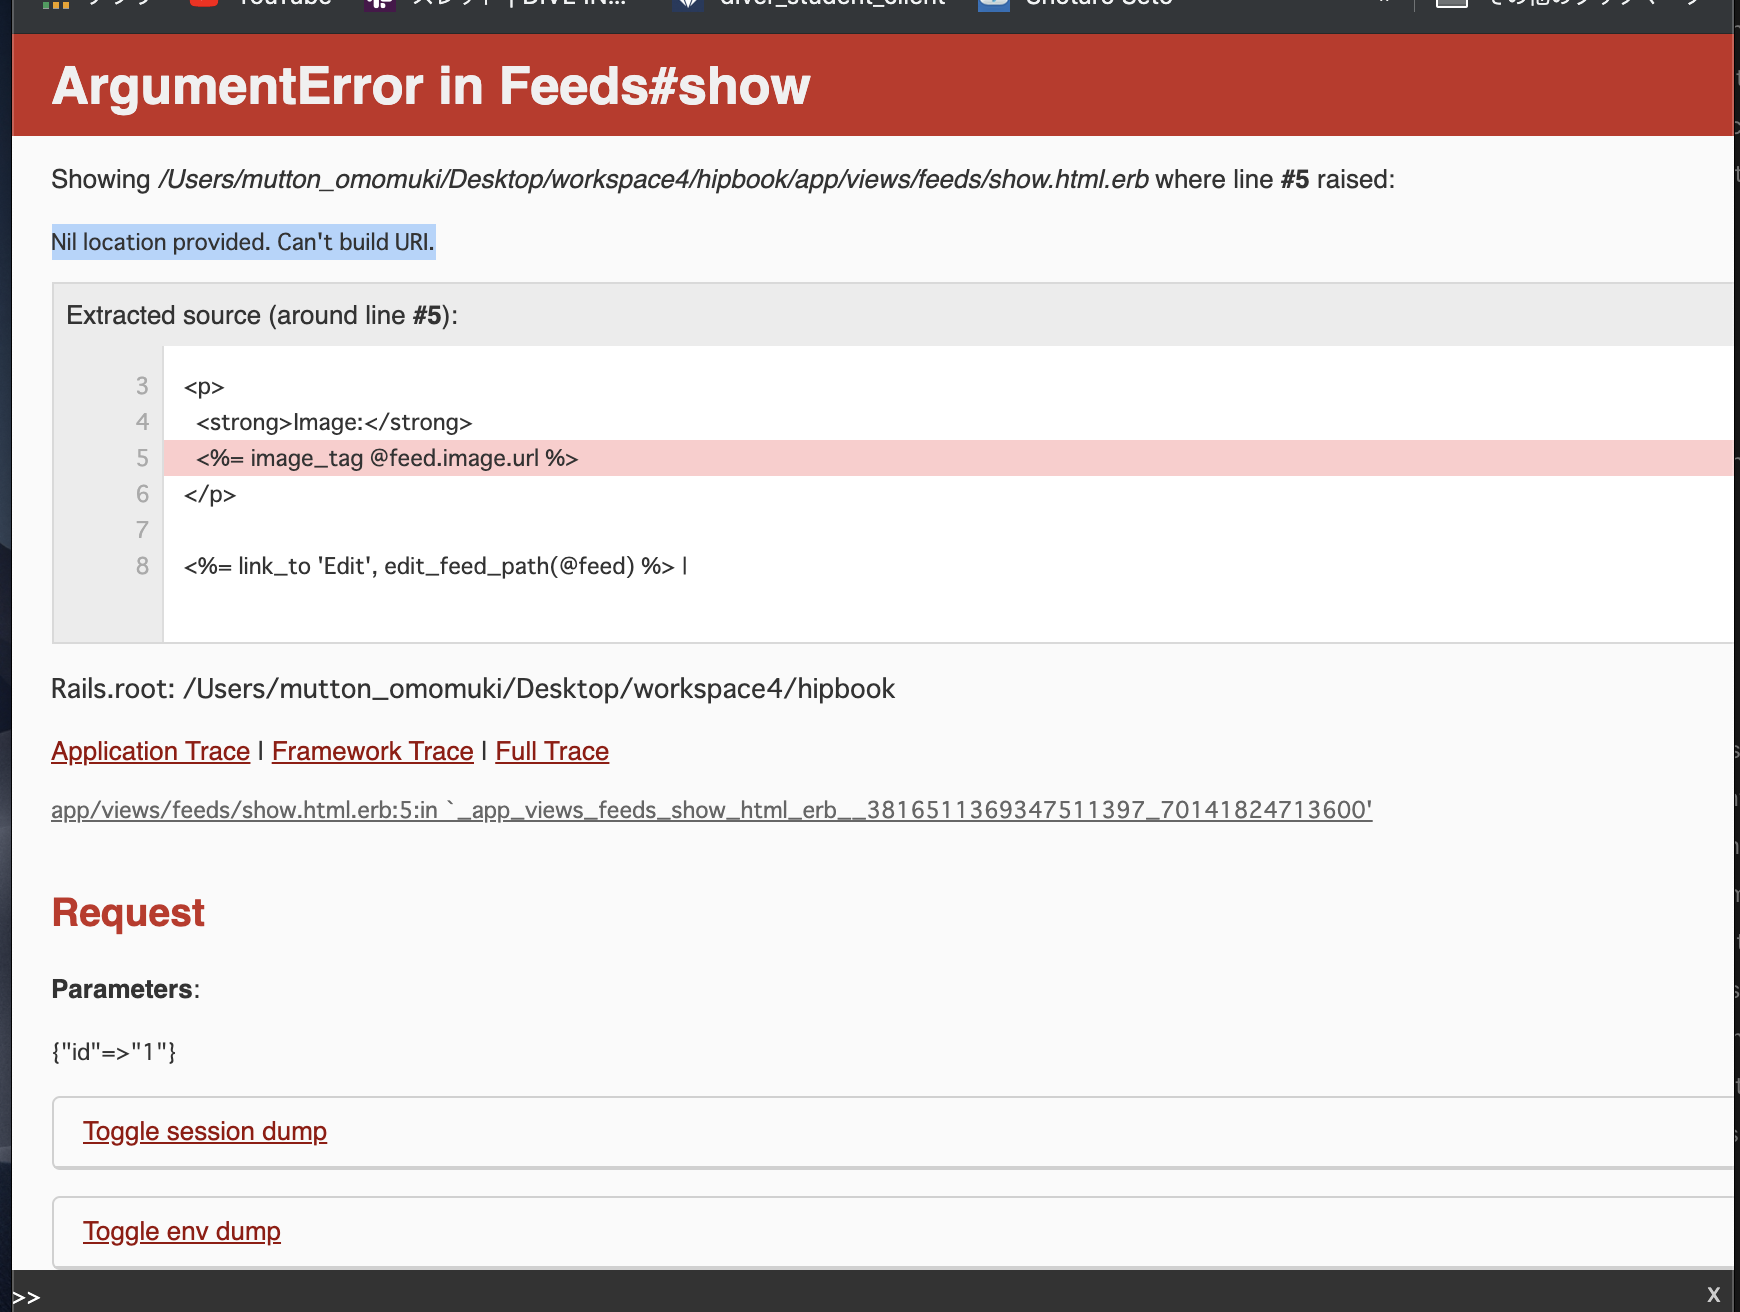 ArgumentError in Feeds#show
Showing /Users/mutton_omomuki/Desktop/workspace4/hipbook/app/views/feeds/show.html.erb where line #5 raised:
Nil location provided. Can't build URI.
Extracted source (around line #5):
3 <p>
4 <strong>Image:</strong>
5 <%= image_tag @feed.image.url %>
6 </p>
7
8 <%= link_to 'Edit', edit_feed_path(@feed) %> |
Rails.root: /Users/mutton_omomuki/Desktop/workspace4/hipbook
Application Trace | Framework Trace | Full Trace
app/views/feeds/show.html.erb:5:in `_app_views_feeds_show_html_erb__3816511369347511397_70141824713600'
Request
Parameters:
{"id"=>"1"}
Toggle session dump
Toggle env dump
>> x